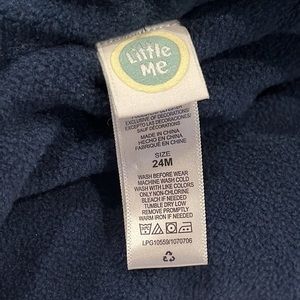 Little
Me
EXCLUSIVE OF DECORATIONS/
EXCEPTO LAS DECORACIONES/
SAUF DÉCORATIONS
MADE IN CHINA
HECHO EN CHINA
FABRIQUE EN CHINE
SIZE
24M
WASH BEFORE WEAR
MACHINE WASH COLD
WASH WITH LIKE COLORS
ONLY NON-CHLORINE
BLEACH IF NEEDED
TUMBLE DRY LOW
REMOVE PROMPTLY
WARM IRON IF NEEDED
LPG10559/1070706